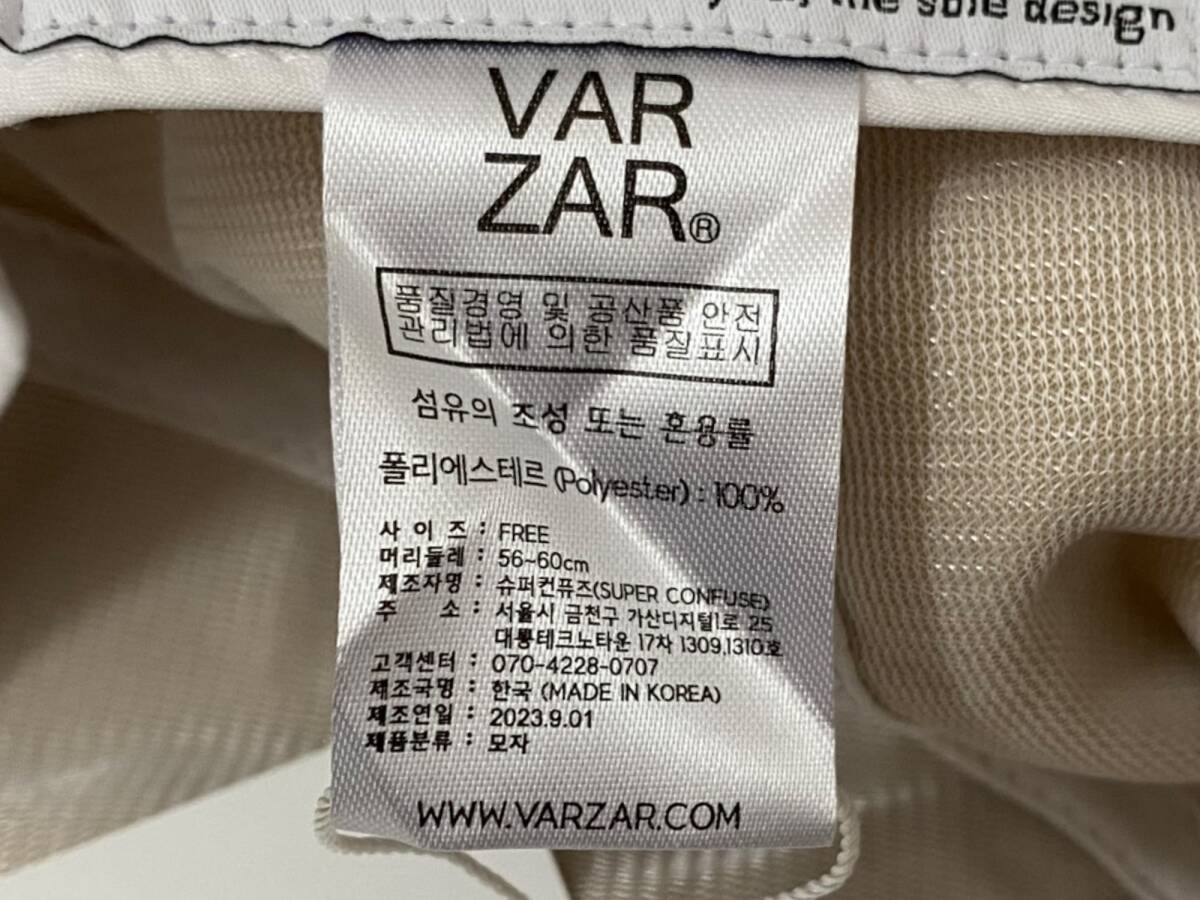 the sole design
VAR
ZAR®
품질경영 및 공산품 안전
관리법에 의한 품질표시
섬유의 조성 또는 혼용률
폴리에스테르 (Polyester) : 100%
사 이 즈 : FREE
머리들레 : 56~60cm
제조자명 : 슈퍼컨퓨즈(SUPER CONFUSE)
주 소 : 서울시 금천구 가산디지털1로 25
대륭테크노타운 17차 1309,1310호
고객센터 : 070-4228-0707
제조국명 : 한국 (MADE IN KOREA)
제조연일 : 2023.9.01
제품분류 : 모자
WWW.VARZAR.COM